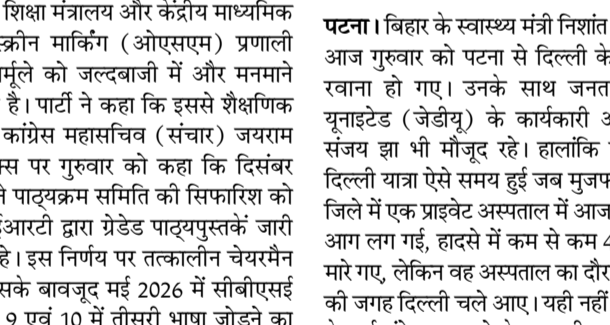 शिक्षा मंत्रालय और केंद्रीय माध्यमिक
स्क्रीन मार्किंग (ओएसएम) प्रणाली
र्मूले को जल्दबाजी में और मनमाने
है। पार्टी ने कहा कि इससे शैक्षणिक
कांग्रेस महासचिव (संचार) जयराम
क्स पर गुरुवार को कहा कि दिसंबर
ने पाठ्यक्रम समिति की सिफारिश को
ईआरटी द्वारा ग्रेडेड पाठ्यपुस्तकें जारी
हे। इस निर्णय पर तत्कालीन चेयरमैन
सके बावजूद मई 2026 में सीबीएसई
9 एवं 10 में तीसरी भाषा जोड़ने का
पटना। बिहार के स्वास्थ्य मंत्री निशांत
आज गुरुवार को पटना से दिल्ली के
रवाना हो गए। उनके साथ जनत
यूनाइटेड (जेडीयू) के कार्यकारी
संजय झा भी मौजूद रहे। हालांकि
दिल्ली यात्रा ऐसे समय हुई जब मुजफ
जिले में एक प्राइवेट अस्पताल में आज
आग लग गई, हादसे में कम से कम
मारे गए, लेकिन वह अस्पताल का दौर
की जगह दिल्ली चले आए। यही नहीं